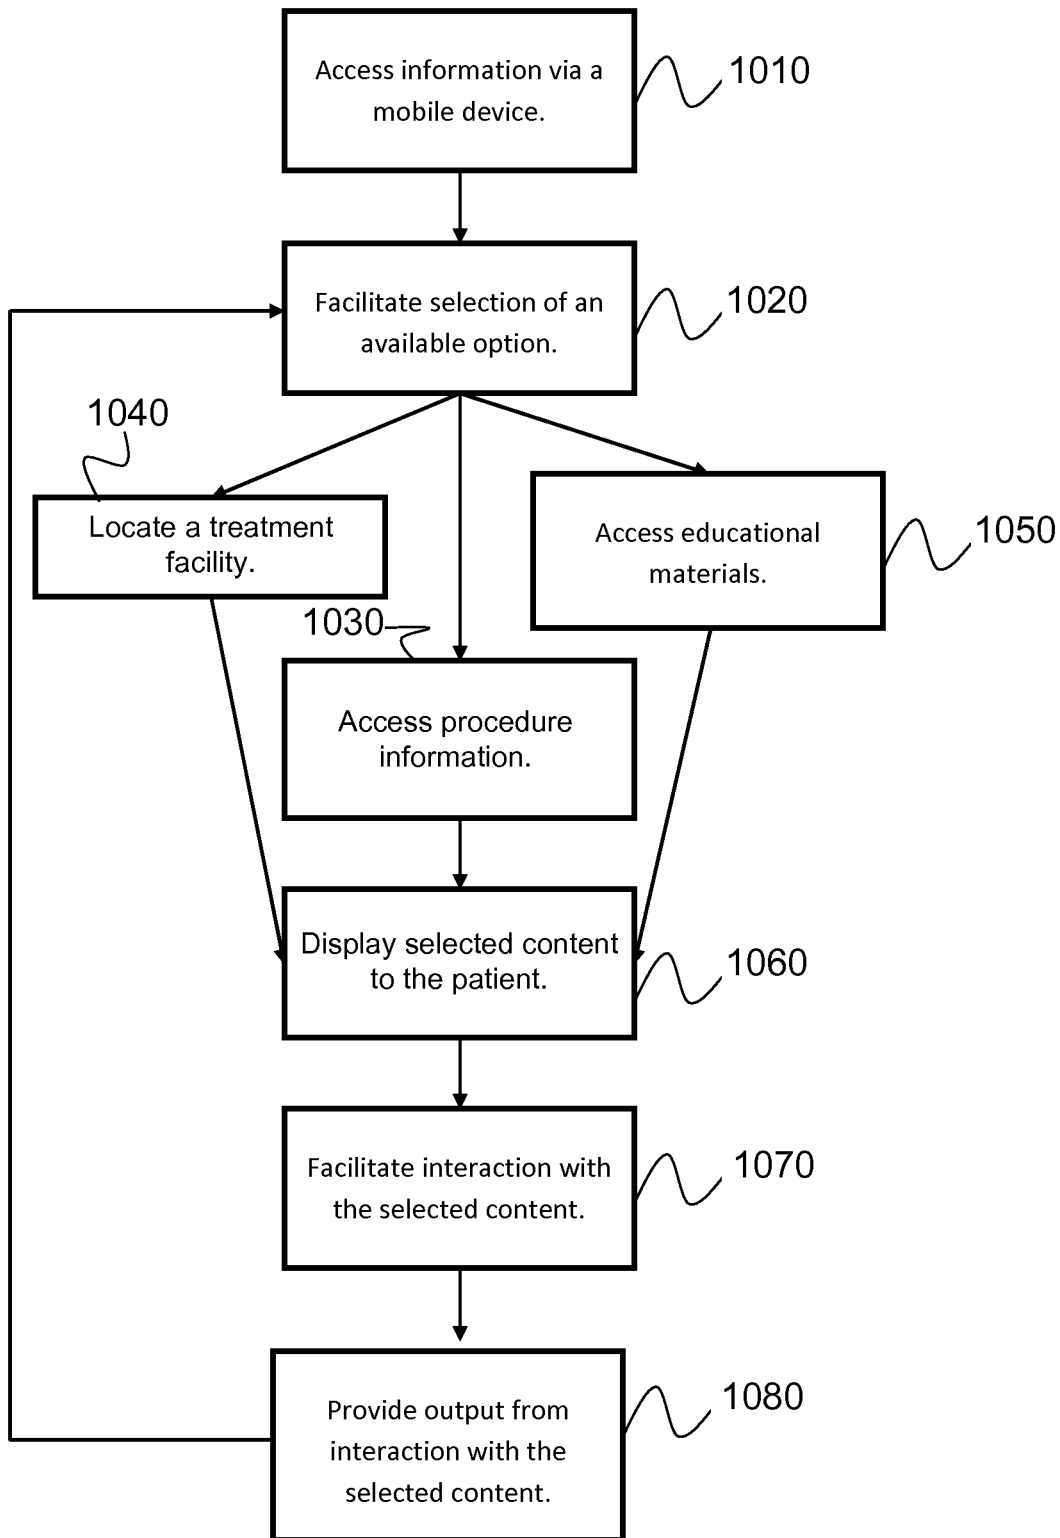 Access information via a
mobile device.
1010
Facilitate selection of an
available option.
1020
1040
Locate a treatment
facility.
Access educational
materials.
1050
1030
Access procedure
information.
Display selected content
to the patient.
1060
Facilitate interaction with
the selected content.
1070
Provide output from
interaction with the
selected content.
1080